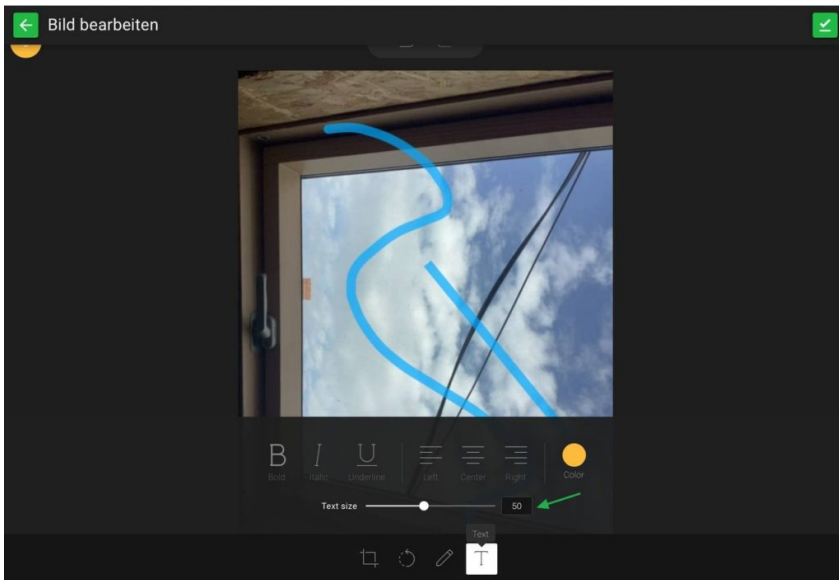 Bild bearbeiten
Bold Italic Underline Left Center Right Color
Text size 50
Text